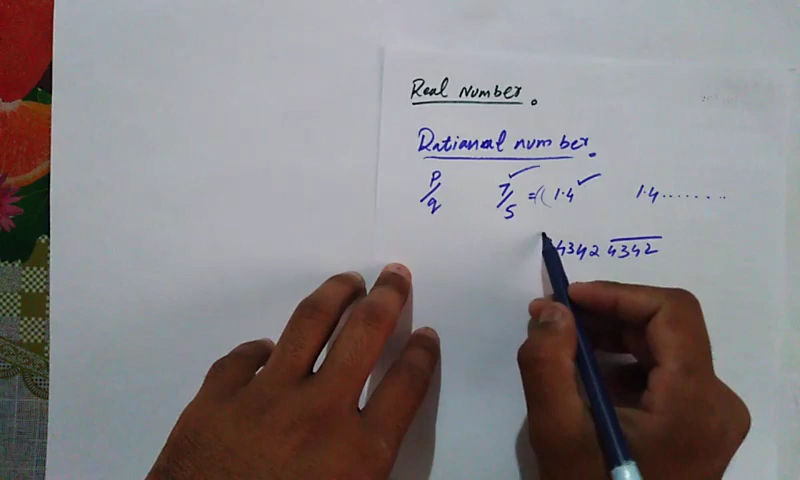 Real Number.
Rational number.
P/q 7/5 = (( 1.4 1.4........
4342 4342